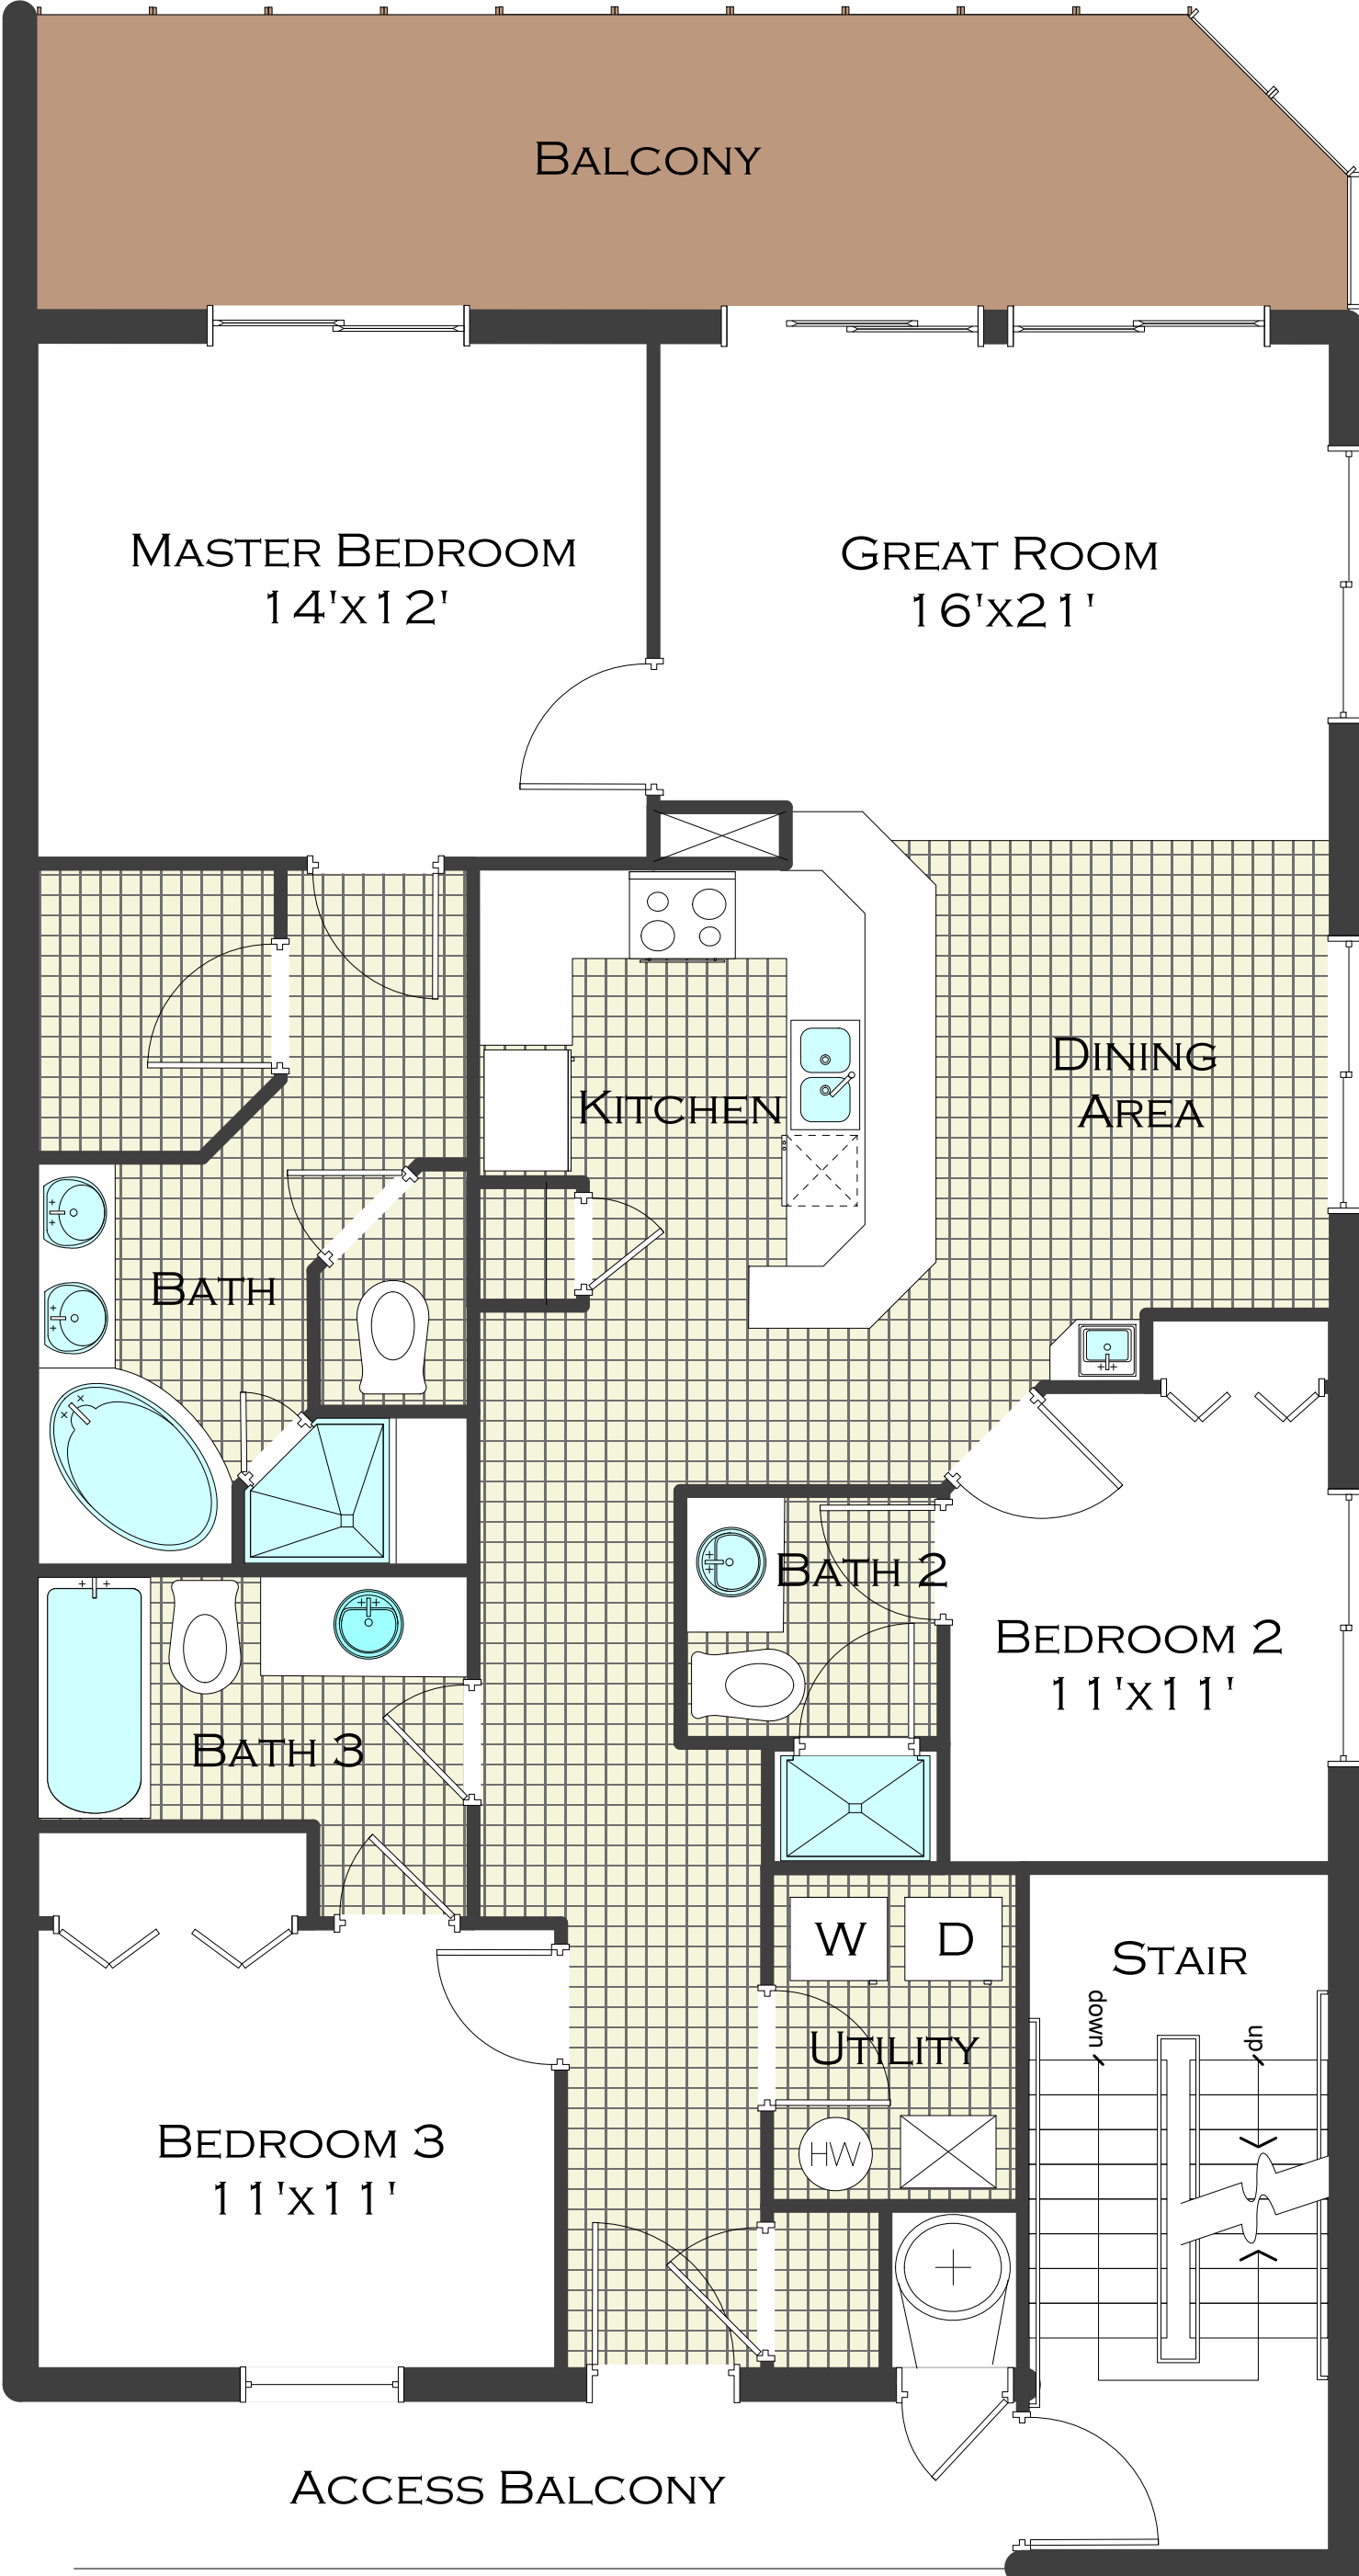 BALCONY
MASTER BEDROOM
14'X12'
GREAT ROOM
16'X21'
DINING
AREA
KITCHEN
BATH
BATH 2
BEDROOM 2
11'X11'
BATH 3
W
D
STAIR
down
up
UTILITY
BEDROOM 3
11'X11'
HW
ACCESS BALCONY